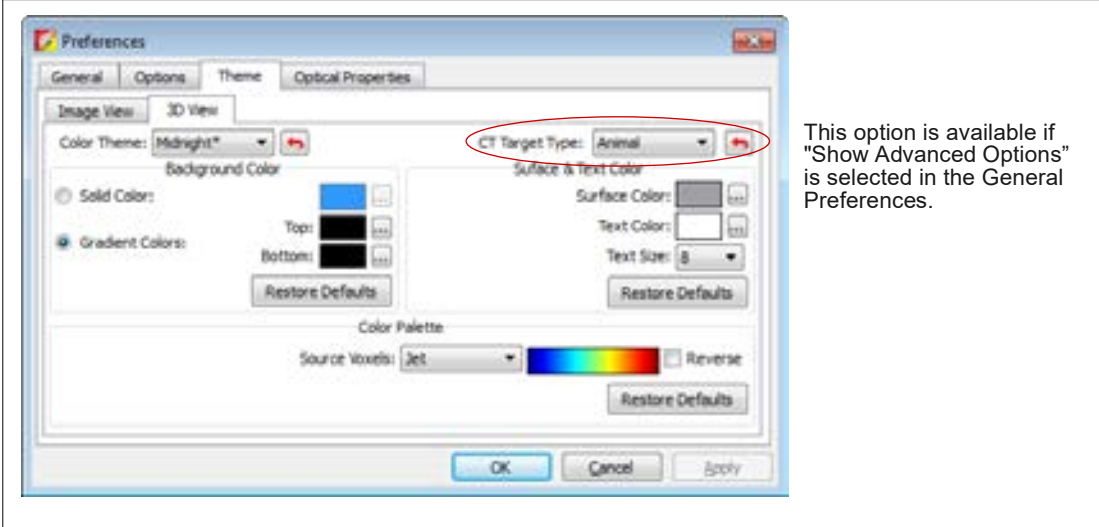 Preferences
General Options Theme Optical Properties
Image View 3D View
Color Theme: Midnight* CT Target Type: Animal
Background Color Suface & Text Color
Solid Color: Surface Color: ...
Top: ... Text Color: ...
Gradient Colors:
Bottom: ... Text Size: 8
Restore Defaults Restore Defaults
Color Palette
Source Voxels: Jet Reverse
Restore Defaults
OK Cancel Apply
This option is available if
"Show Advanced Options”
is selected in the General
Preferences.